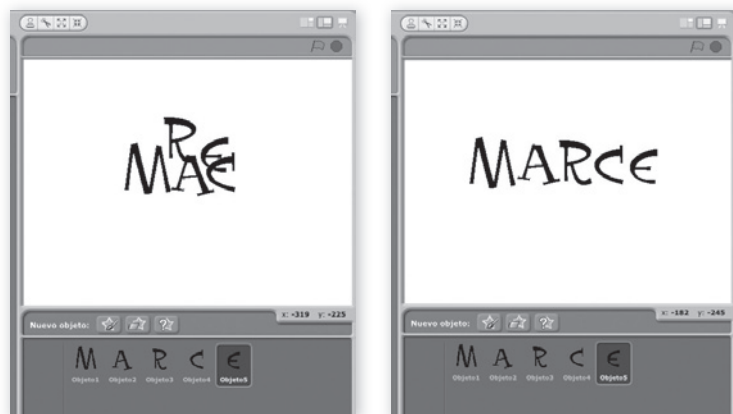 R
MACE
x: -319 y: -225
Nuevo objeto:
M A R C E
Objeto1 Objeto2 Objeto3 Objeto4 Objeto5
MARCE
x: -182 y: -245
Nuevo objeto:
M A R C E
Objeto1 Objeto2 Objeto3 Objeto4 Objeto5